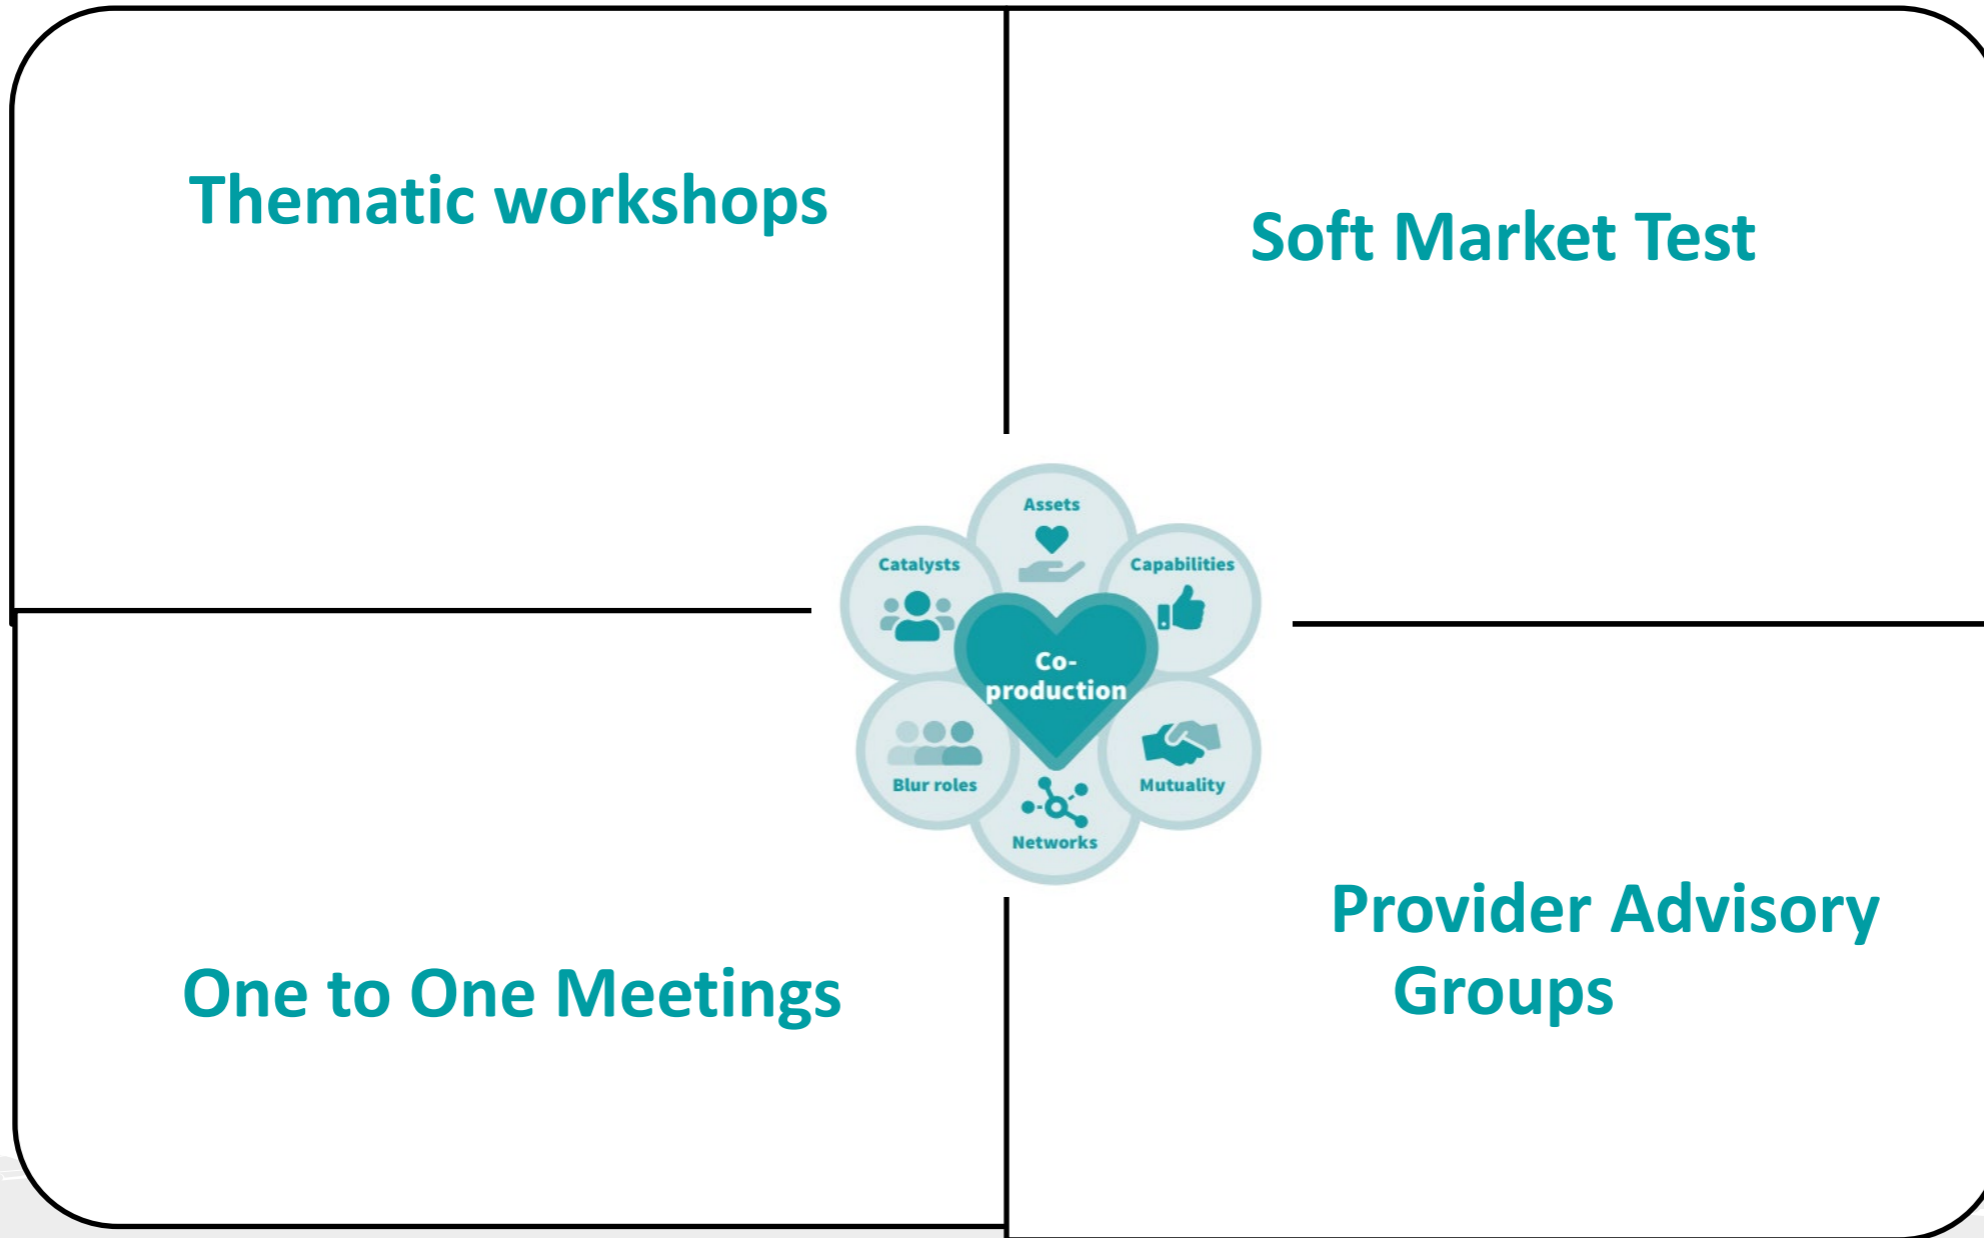 Thematic workshops
Soft Market Test
Assets
Catalysts
Capabilities
Co-
production
Blur roles
Mutuality
Networks
One to One Meetings
Provider Advisory
Groups